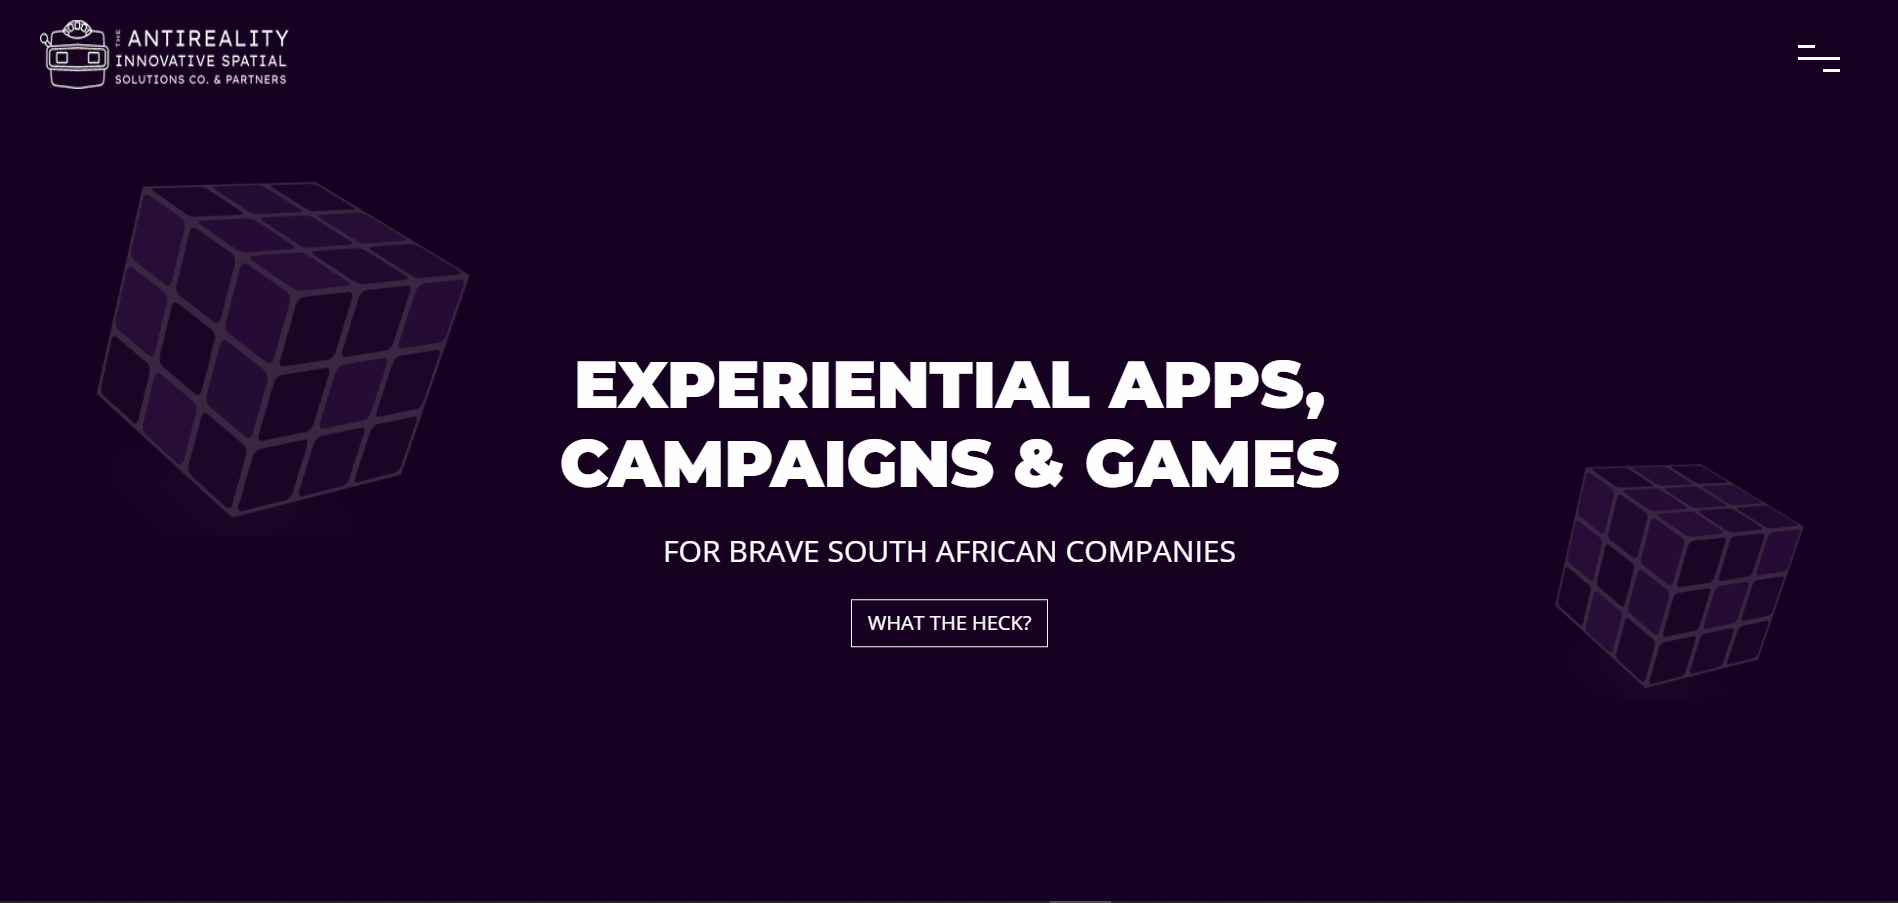 THE ANTIREALITY
INNOVATIVE SPATIAL
SOLUTIONS CO. & PARTNERS
EXPERIENTIAL APPS,
CAMPAIGNS & GAMES
FOR BRAVE SOUTH AFRICAN COMPANIES
WHAT THE HECK?